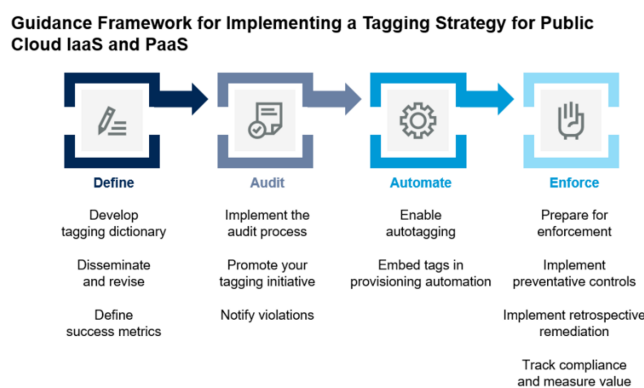 Guidance Framework for Implementing a Tagging Strategy for Public
Cloud IaaS and PaaS
Define
Develop
tagging dictionary
Disseminate
and revise
Define
success metrics
Audit
Implement the
audit process
Promote your
tagging initiative
Notify violations
Automate
Enable
autotagging
Embed tags in
provisioning automation
Enforce
Prepare for
enforcement
Implement
preventative controls
Implement retrospective
remediation
Track compliance
and measure value